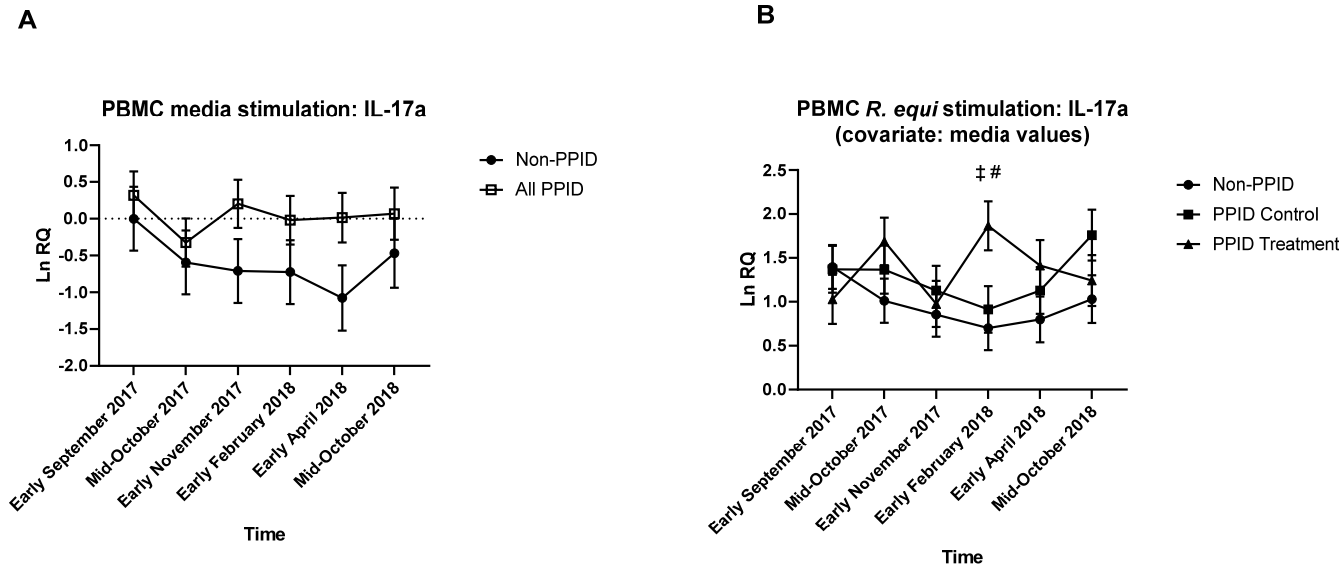 A
PBMC media stimulation: IL-17a
Ln RQ
1.0
0.5
0.0
-0.5
-1.0
-1.5
-2.0
Early September 2017
Mid-October 2017
Early November 2017
Early February 2018
Early April 2018
Mid-October 2018
Time
Non-PPID
All PPID
B
PBMC R. equi stimulation: IL-17a
(covariate: media values)
Ln RQ
2.5
2.0
1.5
1.0
0.5
0.0
‡ #
Early September 2017
Mid-October 2017
Early November 2017
Early February 2018
Early April 2018
Mid-October 2018
Time
Non-PPID
PPID Control
PPID Treatment